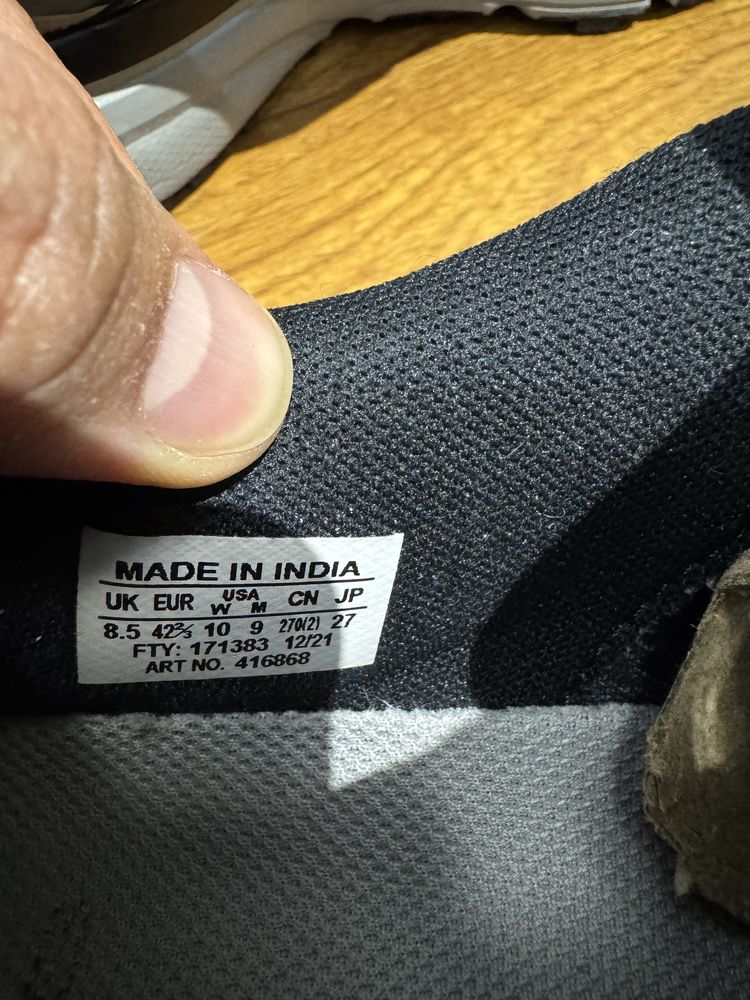 MADE IN INDIA
UK EUR USA W M CN JP
8.5 42⅔ 10 9 270(2) 27
FTY: 171383 12/21
ART NO. 416868